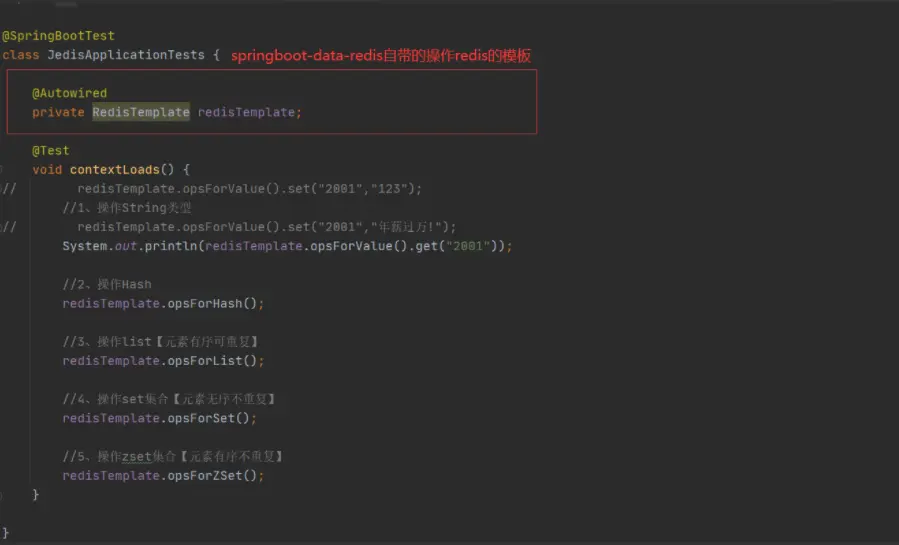 @SpringBootTest
class JedisApplicationTests { springboot-data-redis自带的操作redis的模板
@Autowired
private RedisTemplate redisTemplate;
@Test
void contextLoads() {
// redisTemplate.opsForValue().set("2001","123");
//1、操作String类型
// redisTemplate.opsForValue().set("2001","年薪过万!");
System.out.println(redisTemplate.opsForValue().get("2001"));
//2、操作Hash
redisTemplate.opsForHash();
//3、操作list【元素有序可重复】
redisTemplate.opsForList();
//4、操作set集合【元素无序不重复】
redisTemplate.opsForSet();
//5、操作zset集合【元素有序不重复】
redisTemplate.opsForZSet();
}
}